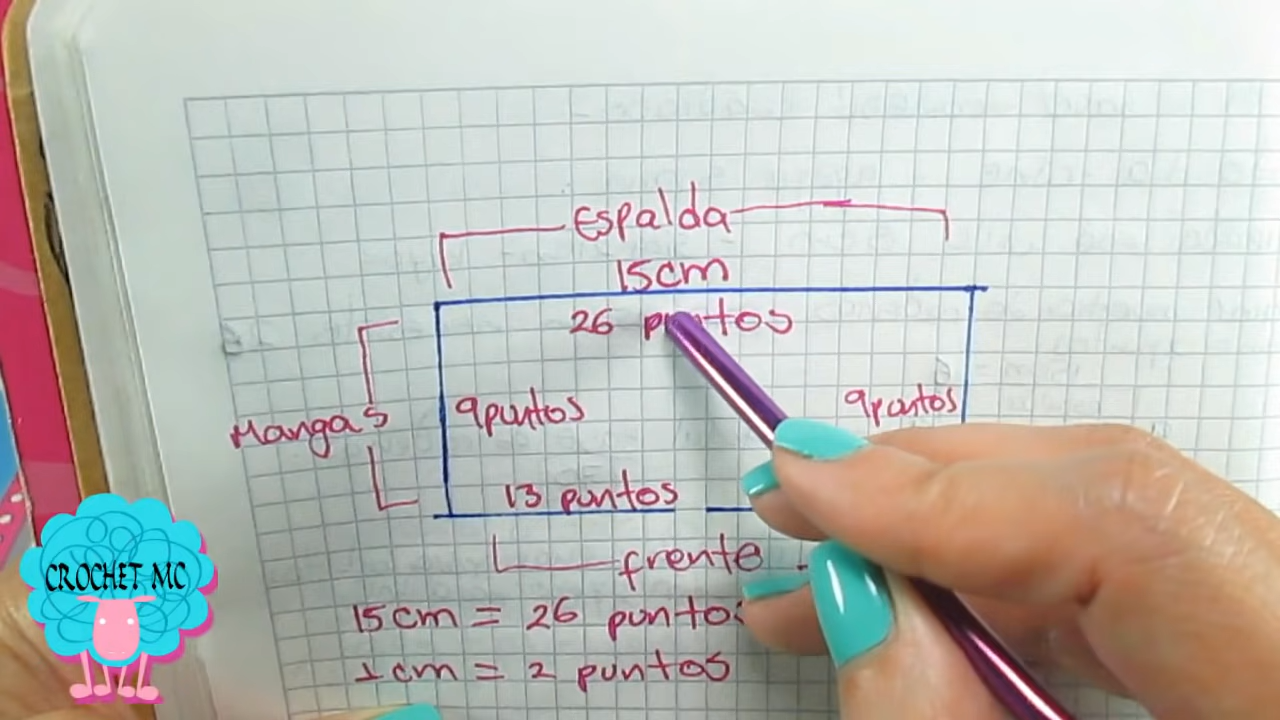 Espalda
15cm
26 puntos
Mangas 9puntos 9puntos
13 puntos
frente
15cm = 26 puntos
1cm = 2 puntos
CROCHET MC